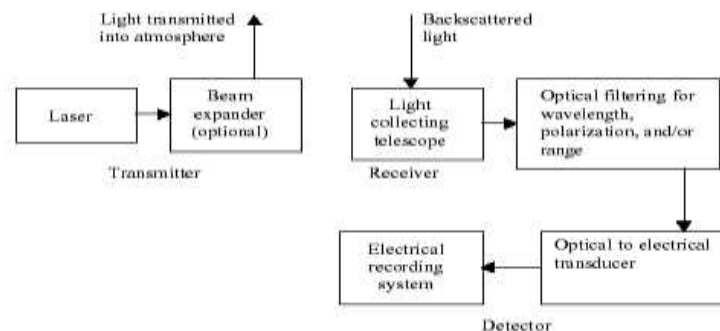 Light transmitted
into atmosphere
Backscattered
light
Laser
Beam
expander
(optional)
Light
collecting
telescope
Optical filtering for
wavelength,
polarization, and/or
range
Transmitter
Receiver
Electrical
recording
system
Optical to electrical
transducer
Detector